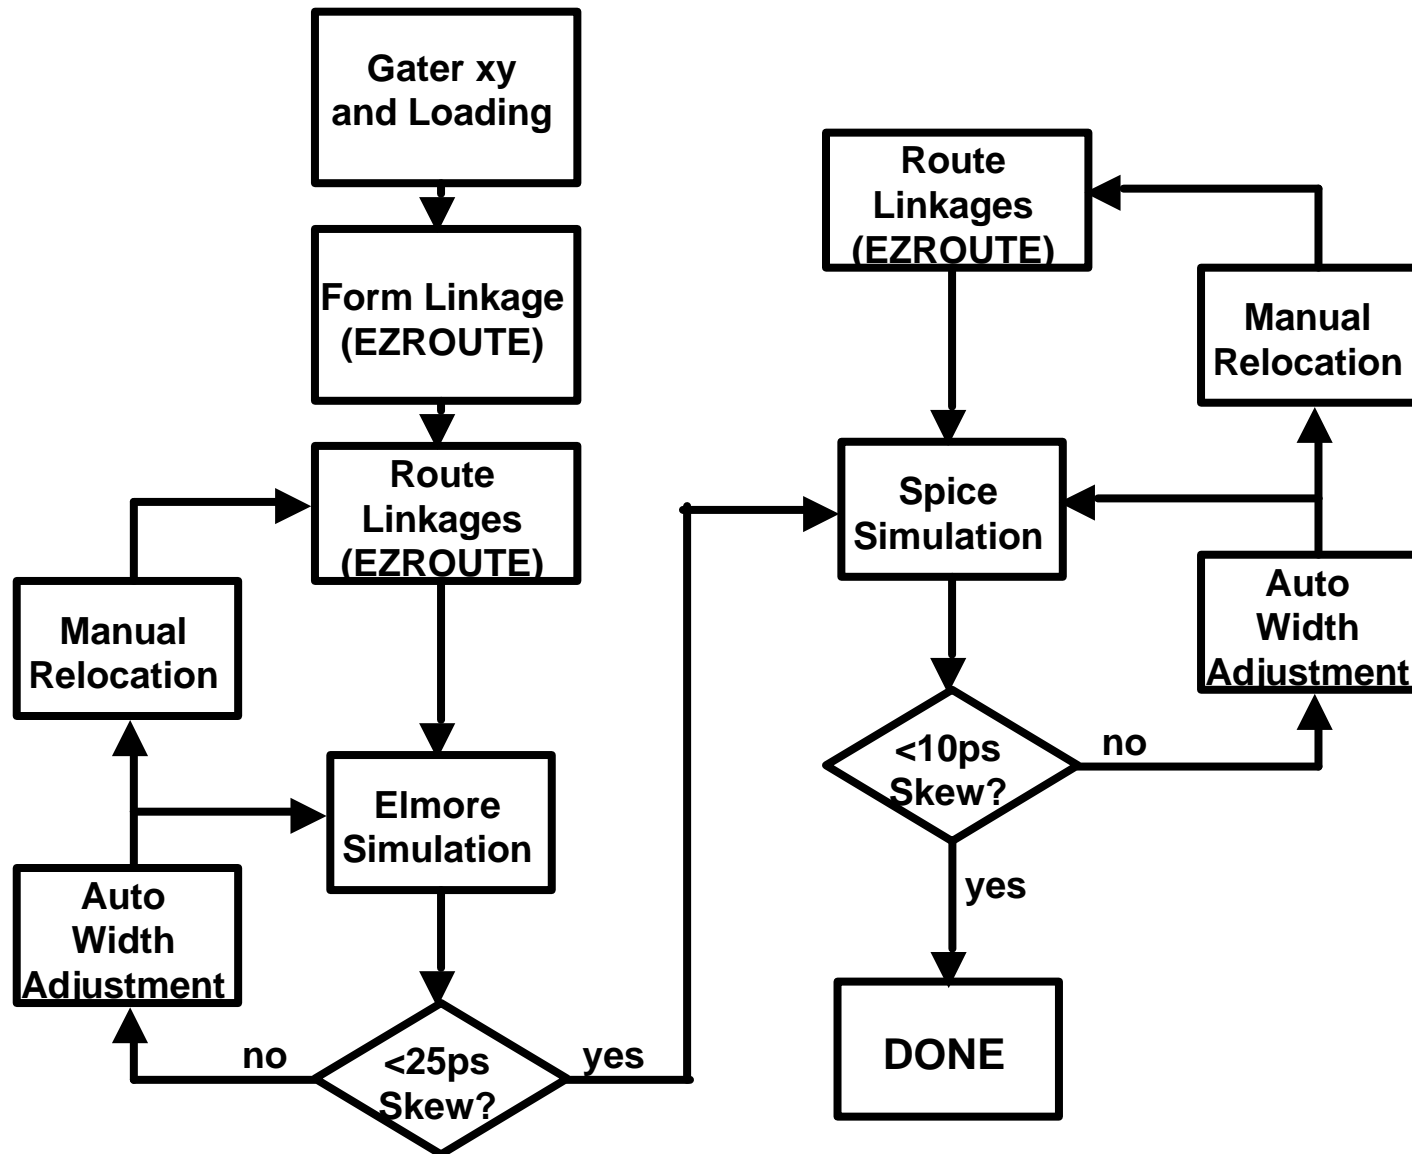 Gater xy
and Loading
Form Linkage
(EZROUTE)
Route
Linkages
(EZROUTE)
Manual
Relocation
Elmore
Simulation
Auto
Width
Adjustment
no
<25ps
Skew?
yes
Route
Linkages
(EZROUTE)
Manual
Relocation
Spice
Simulation
Auto
Width
Adjustment
<10ps
Skew?
no
yes
DONE